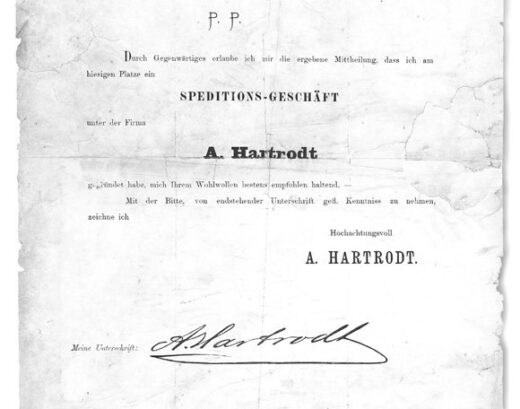 P. P.
Durch Gegenwärtiges erlaube ich mir die ergebene Mittheilung, dass ich am
hiesigen Platze ein
SPEDITIONS-GESCHÄFT
unter der Firma
A. Hartrodt
gegründet habe, mich Ihrem Wohlwollen bestens empfohlen haltend. —
Mit der Bitte, von endstehender Unterschrift gefl. Kenntniss zu nehmen,
zeichne ich
Hochachtungsvoll
A. HARTRODT.
Meine Unterschrift: A. Hartrodt